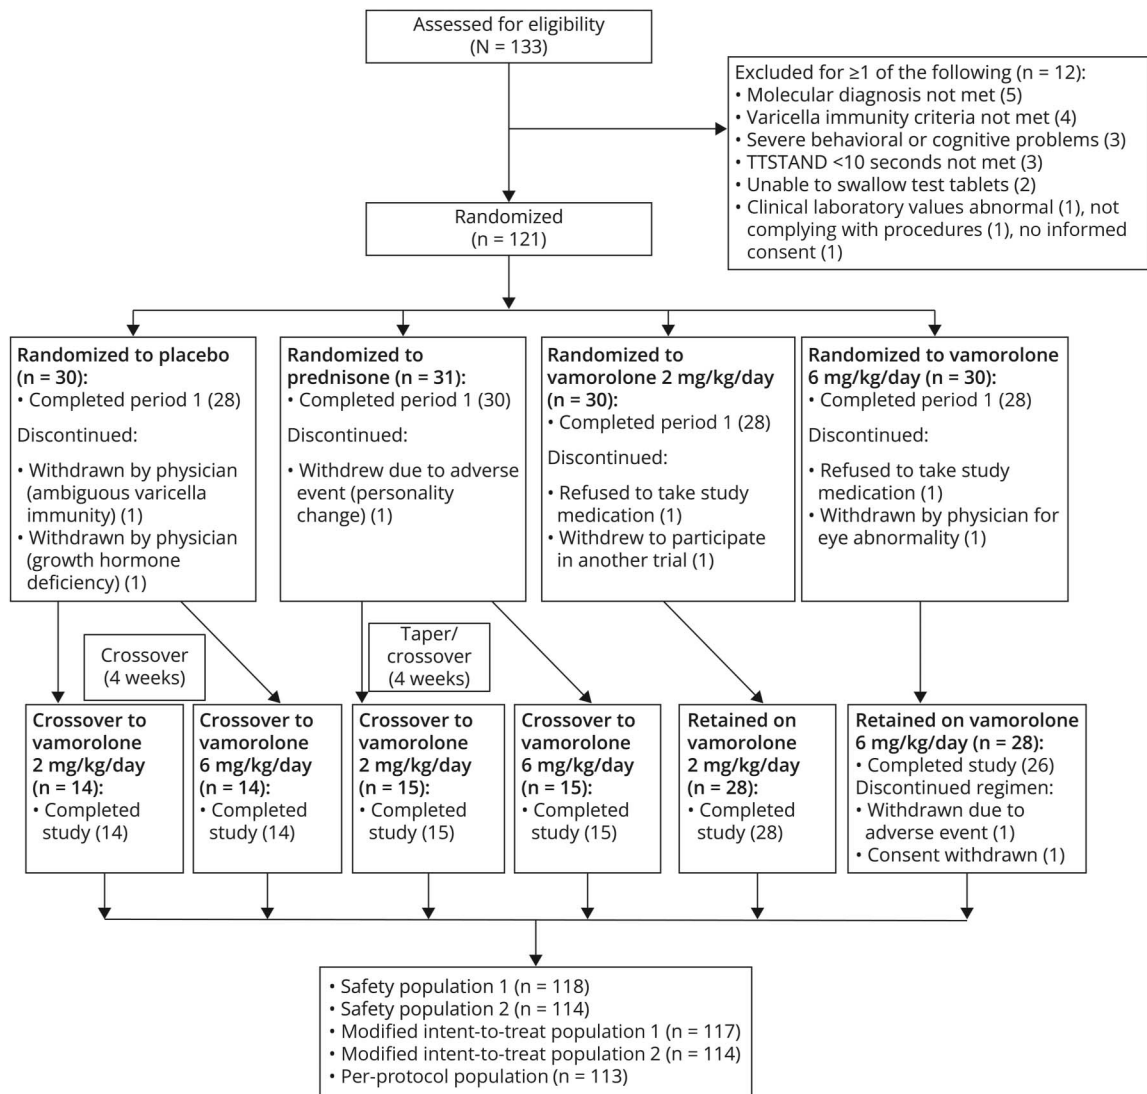 Assessed for eligibility
(N = 133)
Excluded for ≥1 of the following (n = 12):
• Molecular diagnosis not met (5)
• Varicella immunity criteria not met (4)
• Severe behavioral or cognitive problems (3)
• TTSTAND <10 seconds not met (3)
• Unable to swallow test tablets (2)
• Clinical laboratory values abnormal (1), not
complying with procedures (1), no informed
consent (1)
Randomized
(n = 121)
Randomized to placebo
(n = 30):
• Completed period 1 (28)
Discontinued:
• Withdrawn by physician
(ambiguous varicella
immunity) (1)
• Withdrawn by physician
(growth hormone
deficiency) (1)
Randomized to
prednisone (n = 31):
• Completed period 1 (30)
Discontinued:
• Withdrew due to adverse
event (personality
change) (1)
Randomized to
vamorolone 2 mg/kg/day
(n = 30):
• Completed period 1 (28)
Discontinued:
• Refused to take study
medication (1)
• Withdrew to participate
in another trial (1)
Randomized to vamorolone
6 mg/kg/day (n = 30):
• Completed period 1 (28)
Discontinued:
• Refused to take study
medication (1)
• Withdrawn by physician for
eye abnormality (1)
Crossover
(4 weeks)
Taper/
crossover
(4 weeks)
Crossover to
vamorolone
2 mg/kg/day
(n = 14):
• Completed
study (14)
Crossover to
vamorolone
6 mg/kg/day
(n = 14):
• Completed
study (14)
Crossover to
vamorolone
2 mg/kg/day
(n = 15):
• Completed
study (15)
Crossover to
vamorolone
6 mg/kg/day
(n = 15):
• Completed
study (15)
Retained on
vamorolone
2 mg/kg/day
(n = 28):
• Completed
study (28)
Retained on vamorolone
6 mg/kg/day (n = 28):
• Completed study (26)
Discontinued regimen:
• Withdrawn due to
adverse event (1)
• Consent withdrawn (1)
• Safety population 1 (n = 118)
• Safety population 2 (n = 114)
• Modified intent-to-treat population 1 (n = 117)
• Modified intent-to-treat population 2 (n = 114)
• Per-protocol population (n = 113)